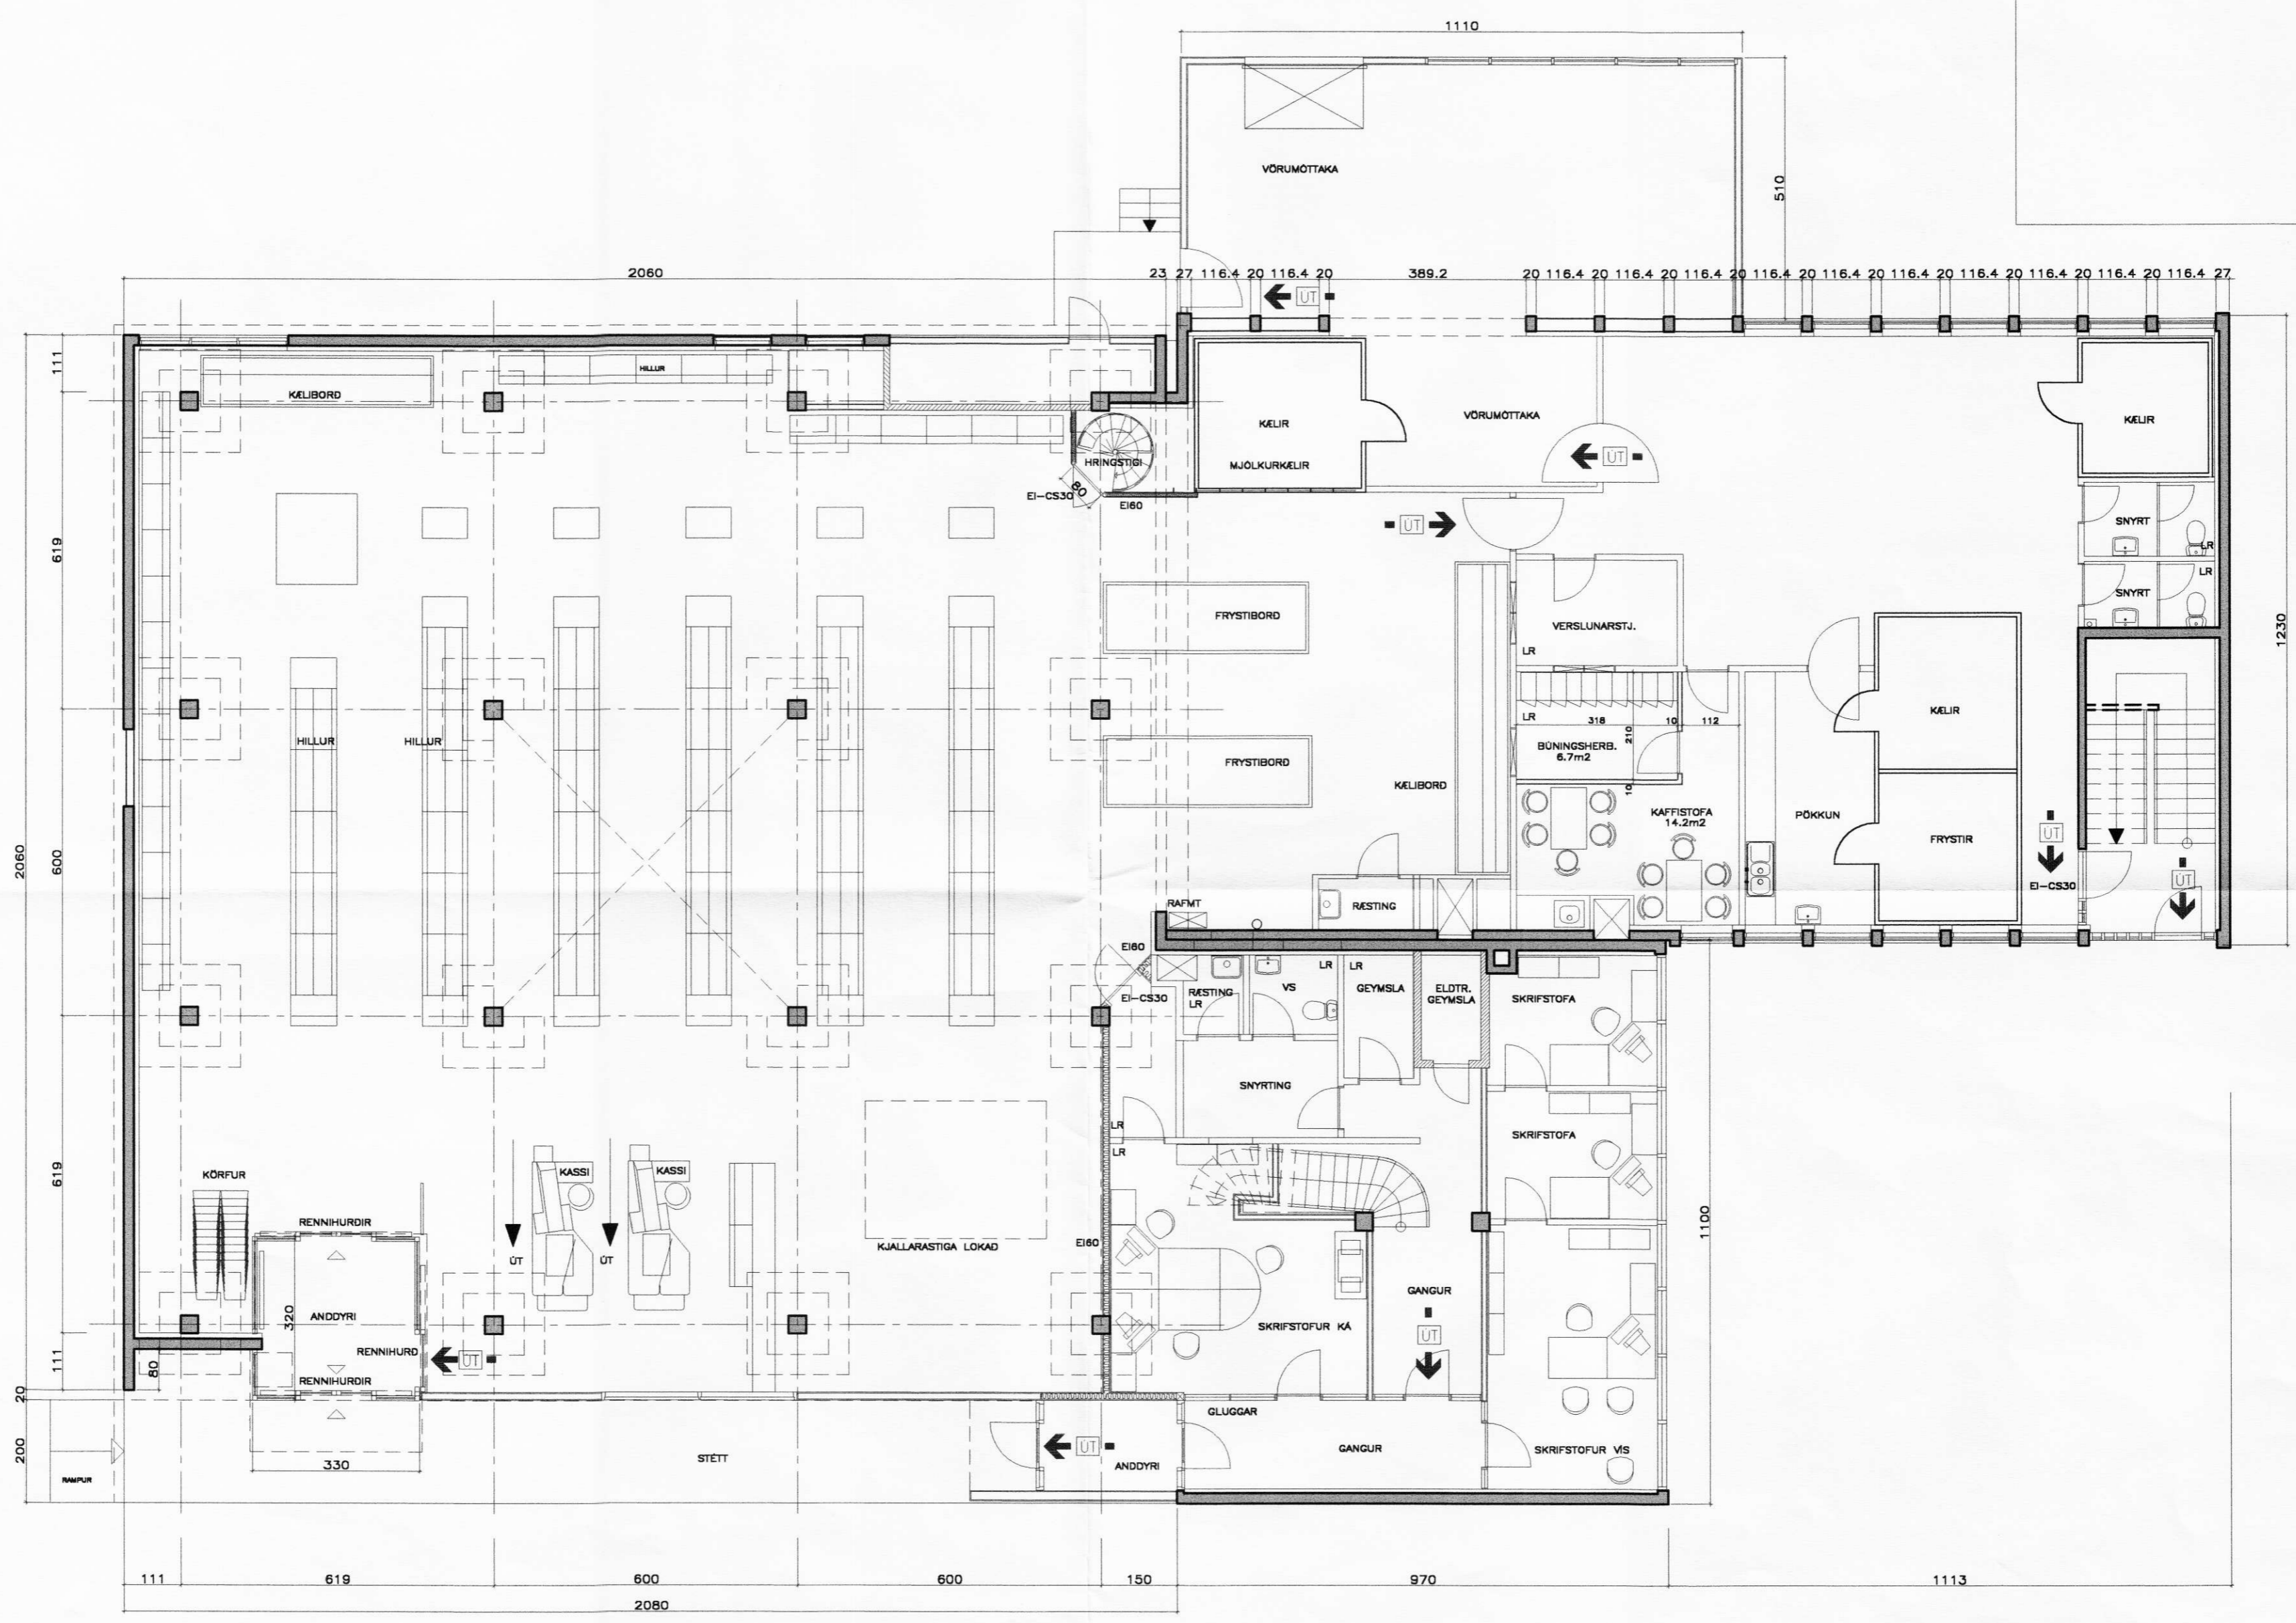 1110
VÖRUMÓTTAKA
510
2060
23 27 116.4 20 116.4 20 389.2 20 116.4 20 116.4 20 116.4 20 116.4 20 116.4 20 116.4 20 116.4 20 116.4 20 116.4 20 116.4 27
ÚT
111
HILLUR
KÆLIBORÐ
KÆLIR
MJÓLKURKÆLIR
VÖRUMÓTTAKA
ÚT
KÆLIR
HRINGSTIGI
80
EI-CS30
EI60
ÚT
SNYRT
LR
SNYRT
LR
619
FRYSTIBORÐ
VERSLUNARSTJ.
LR
1230
KÆLIR
LR
318
10
112
210
HILLUR
HILLUR
BÚNINGSHERB.
6.7m2
FRYSTIBORÐ
KÆLIBORÐ
10
KAFFISTOFA
14.2m2
PÖKKUN
FRYSTIR
ÚT
EI-CS30
ÚT
2060
600
RAFMT
RÆSTING
EI60
EI-CS30
RÆSTING
LR
VS
LR
LR
GEYMSLA
ELDTR.
GEYMSLA
SKRIFSTOFA
SNYRTING
SKRIFSTOFA
LR
LR
619
KÖRFUR
KASSI
KASSI
RENNIHURÐIR
ÚT
ÚT
KJALLARASTIGA LOKAÐ
EI60
1100
320
ANDDYRI
GANGUR
SKRIFSTOFUR KÁ
ÚT
RENNIHURÐ
ÚT
RENNIHURÐIR
111
80
20
200
GLUGGAR
RAMPUR
330
STÉTT
ÚT
ANDDYRI
GANGUR
SKRIFSTOFUR VÍS
111
619
600
600
150
970
1113
2080